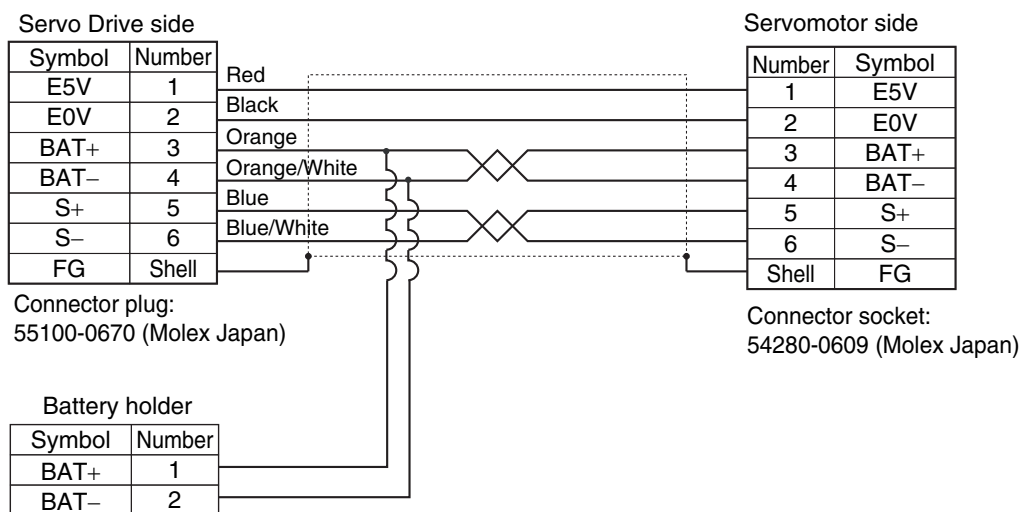 Servo Drive side
Symbol Number
E5V 1
E0V 2
BAT+ 3
BAT− 4
S+ 5
S− 6
FG Shell
Connector plug:
55100-0670 (Molex Japan)
Red
Black
Orange
Orange/White
Blue
Blue/White
Servomotor side
Number Symbol
1 E5V
2 E0V
3 BAT+
4 BAT−
5 S+
6 S−
Shell FG
Connector socket:
54280-0609 (Molex Japan)
Battery holder
Symbol Number
BAT+ 1
BAT− 2